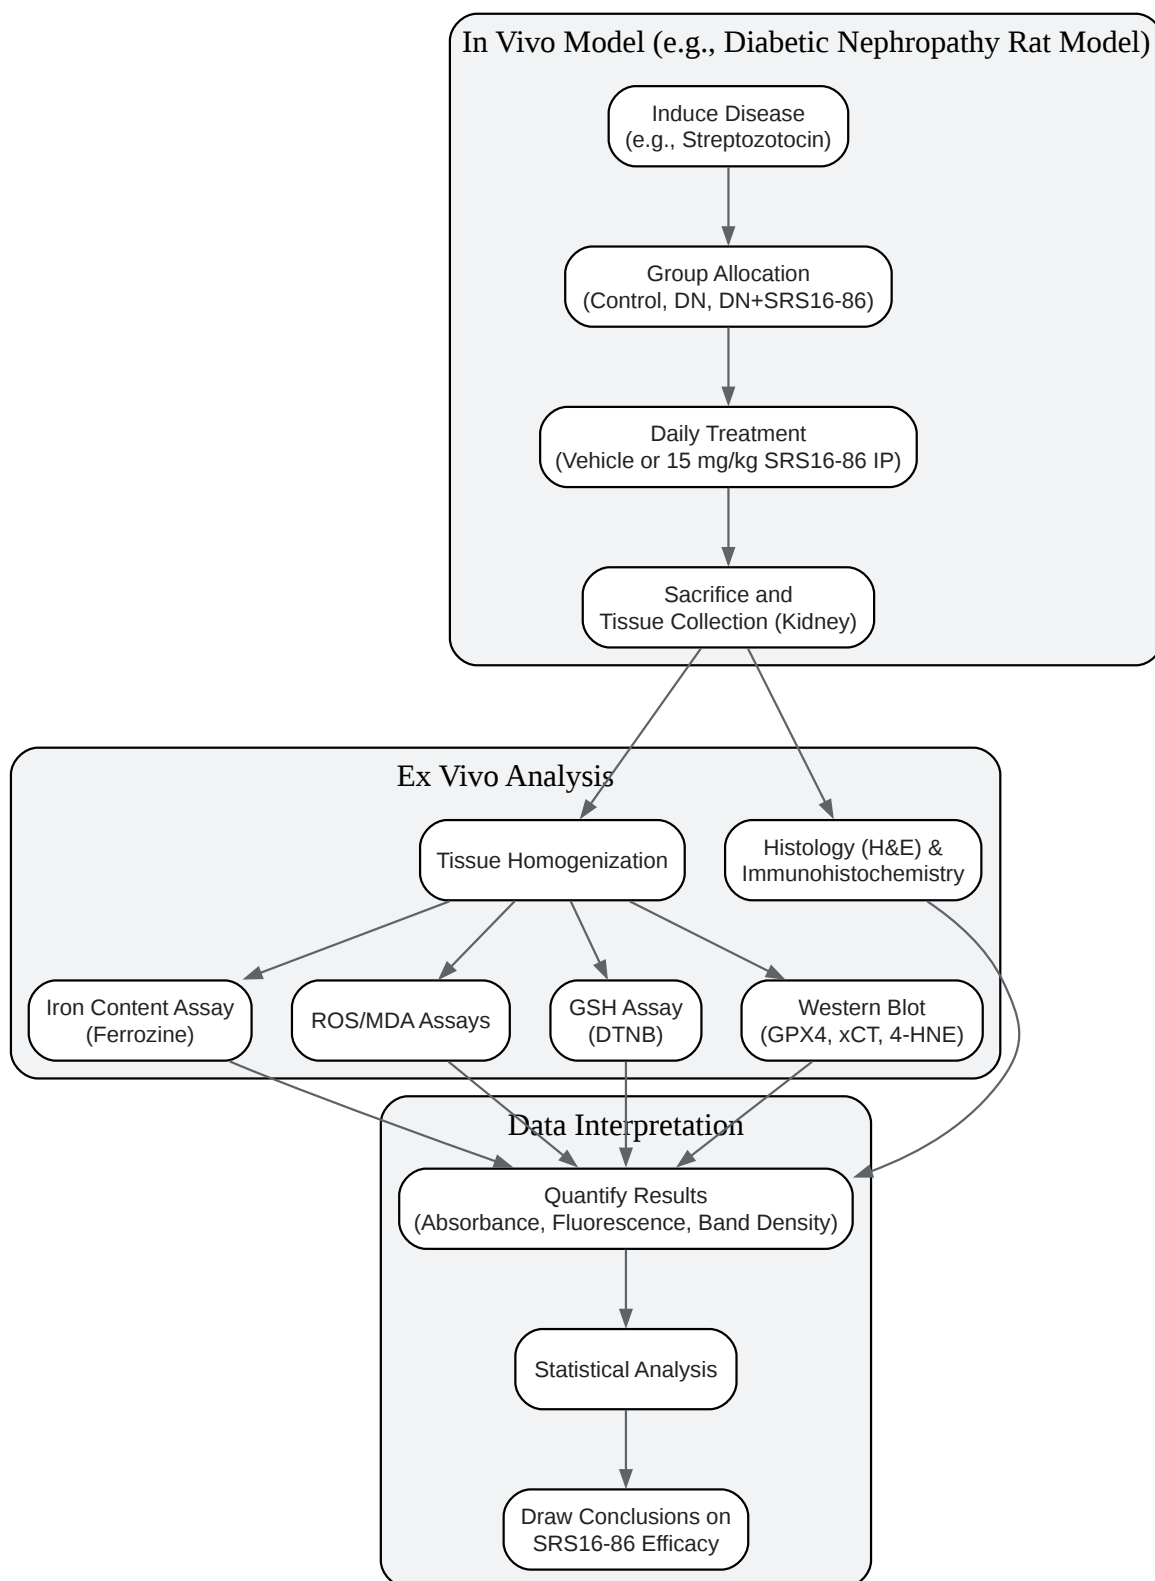 In Vivo Model (e.g., Diabetic Nephropathy Rat Model)
Induce Disease
(e.g., Streptozotocin)
Group Allocation
(Control, DN, DN+SRS16-86)
Daily Treatment
(Vehicle or 15 mg/kg SRS16-86 IP)
Sacrifice and
Tissue Collection (Kidney)
Ex Vivo Analysis
Tissue Homogenization
Histology (H&E) &
Immunohistochemistry
Iron Content Assay
(Ferrozine)
ROS/MDA Assays
GSH Assay
(DTNB)
Western Blot
(GPX4, xCT, 4-HNE)
Data Interpretation
Quantify Results
(Absorbance, Fluorescence, Band Density)
Statistical Analysis
Draw Conclusions on
SRS16-86 Efficacy